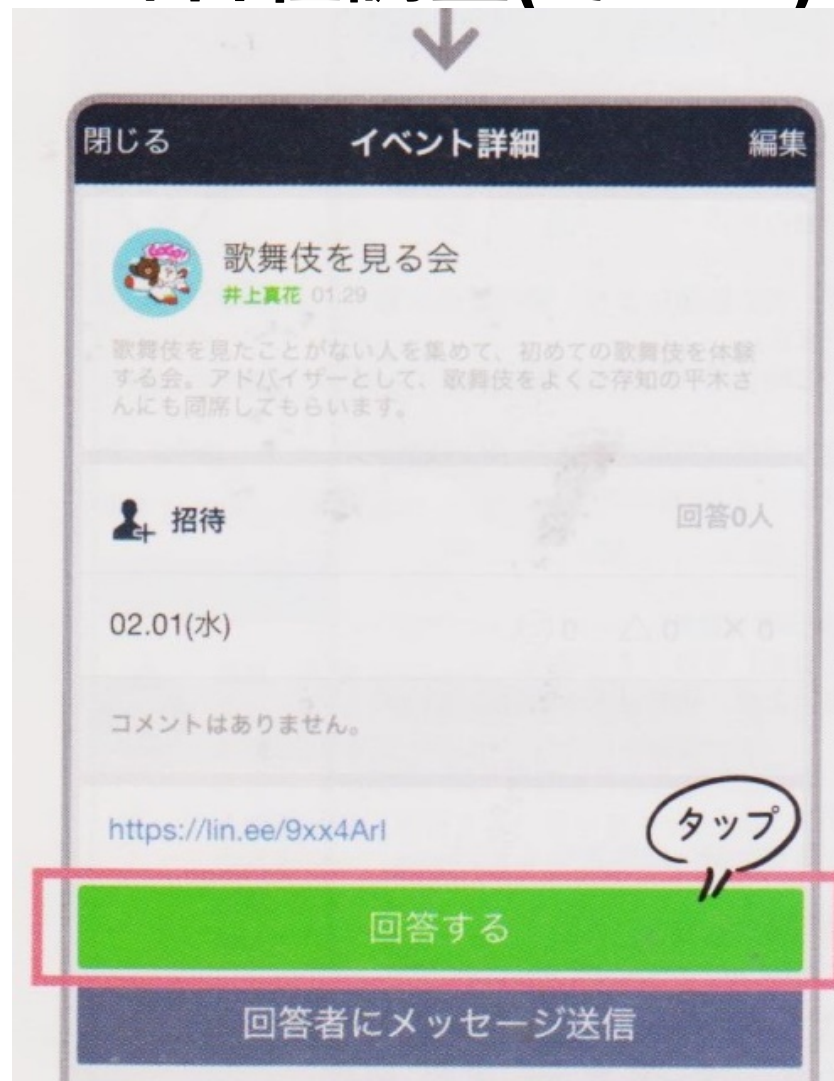 閉じる
イベント詳細
編集
歌舞伎を見る会
井上真花 01.29
歌舞伎を見たことがない人を集めて、初めての歌舞伎を体験
する会。アドバイザーとして、歌舞伎をよくご存知の平木さ
んにも同席してもらいます。
招待
回答0人
02.01(水)
○0 △0 ×0
コメントはありません。
https://lin.ee/9xx4Arl
タップ
回答する
回答者にメッセージ送信